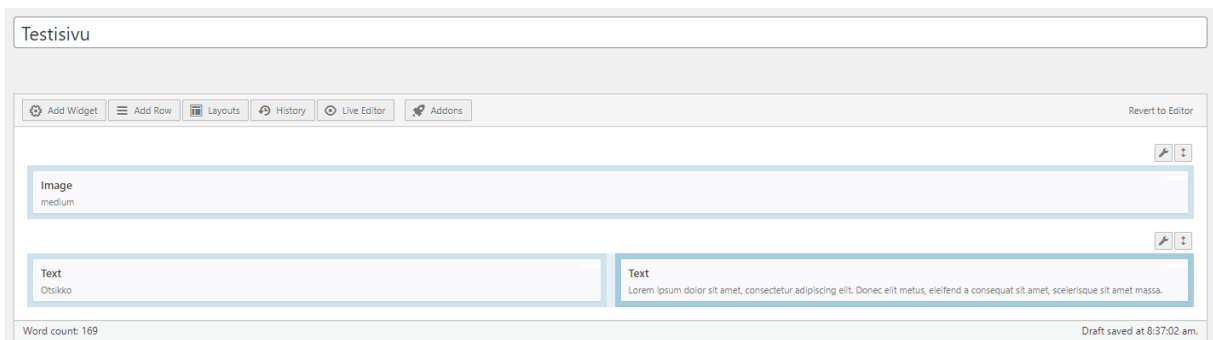 Testisivu
Add Widget Add Row Layouts History Live Editor Addons Revert to Editor
Image
medium
Text Text
Otsikko Lorem ipsum dolor sit amet, consectetur adipiscing elit. Donec elit metus, eleifend a consequat sit amet, scelerisque sit amet massa.
Word count: 169 Draft saved at 8:37:02 am.